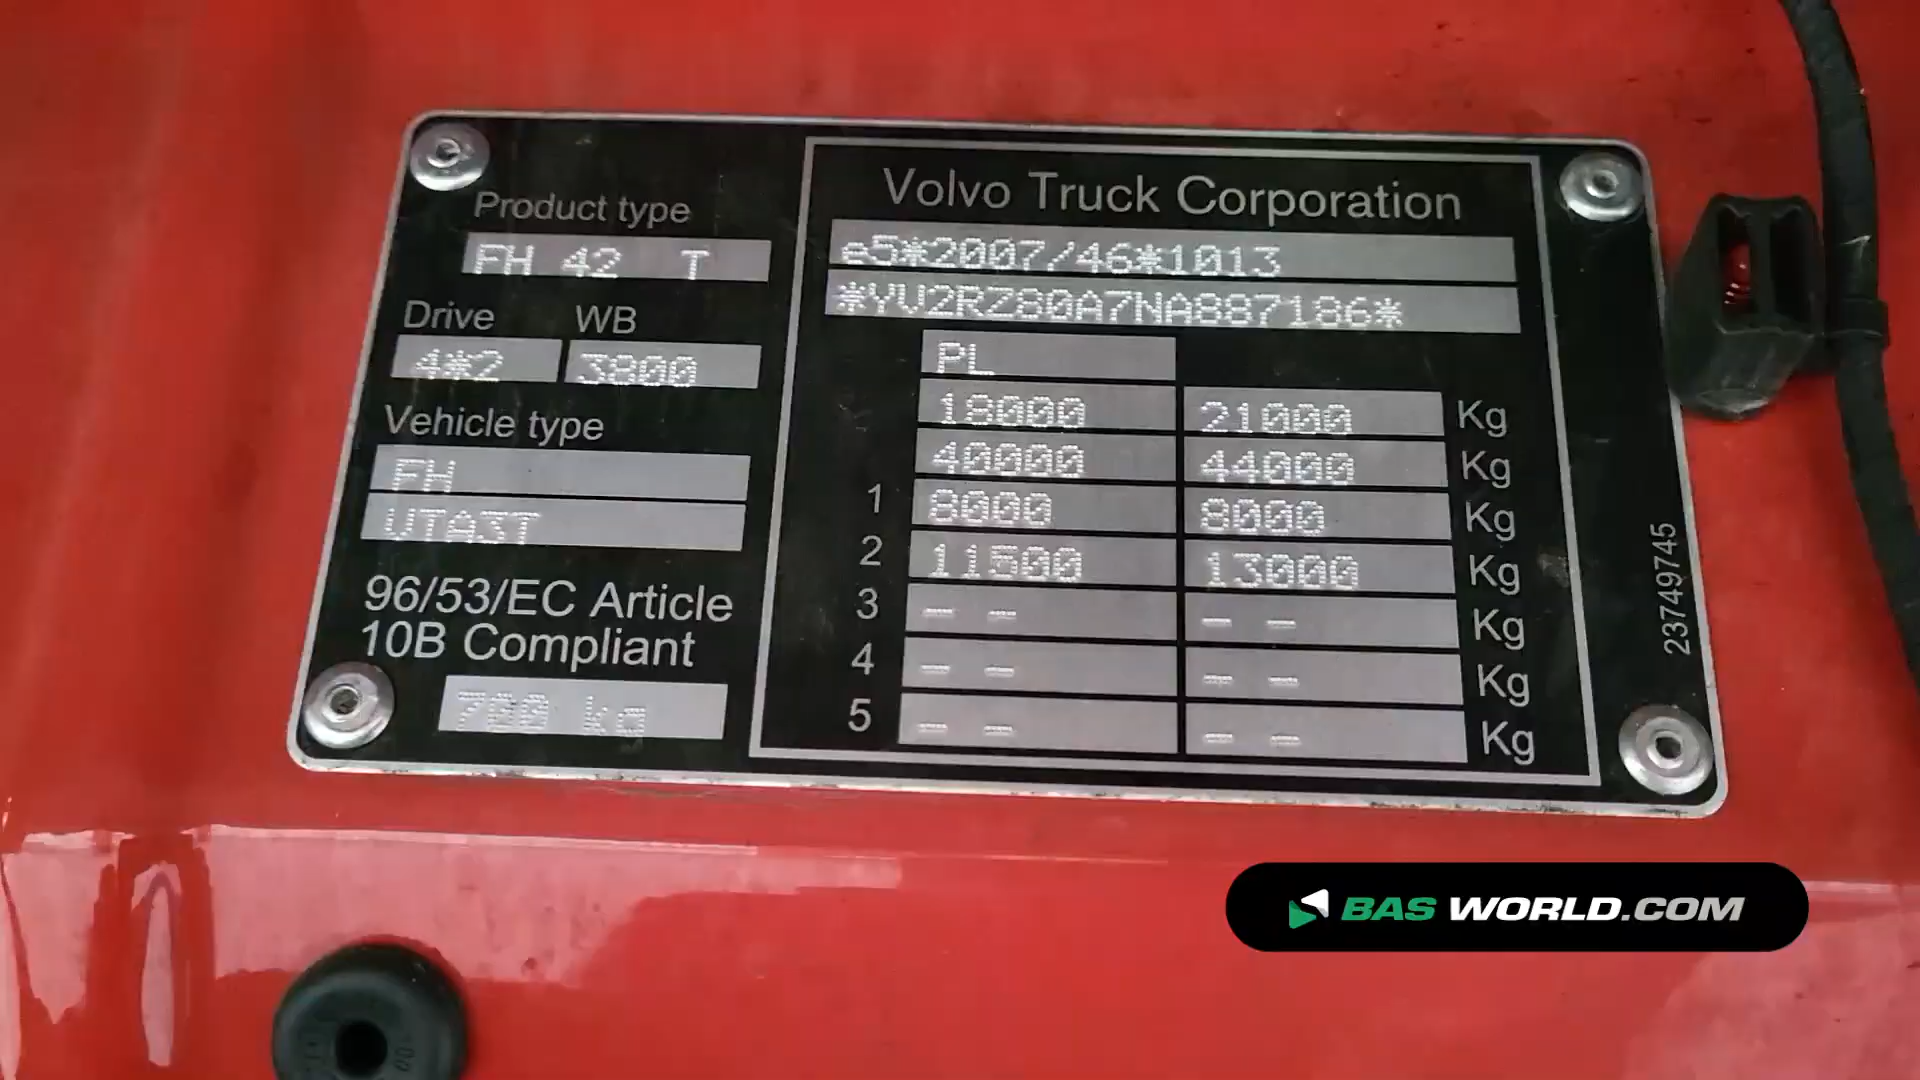 Product type
FH 42 T
Drive WB
4*2 3800
Vehicle type
FH
VTA3T
96/53/EC Article
10B Compliant
700 kg
Volvo Truck Corporation
e5*2007/46*1013
*YV2RZ80A7NA887186*
PL
18000 21000 Kg
40000 44000 Kg
1 8000 8000 Kg
2 11500 13000 Kg
3 -- -- -- -- Kg
4 -- -- -- -- Kg
5 -- -- -- -- Kg
23749745
BAS WORLD.COM